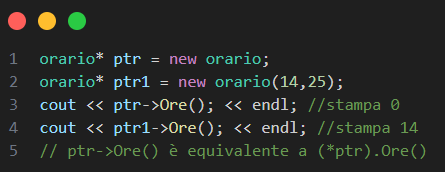 1 orario* ptr = new orario;
2 orario* ptr1 = new orario(14,25);
3 cout << ptr->Ore(); << endl; //stampa 0
4 cout << ptr1->Ore(); << endl; //stampa 14
5 // ptr->Ore() è equivalente a (*ptr).Ore()